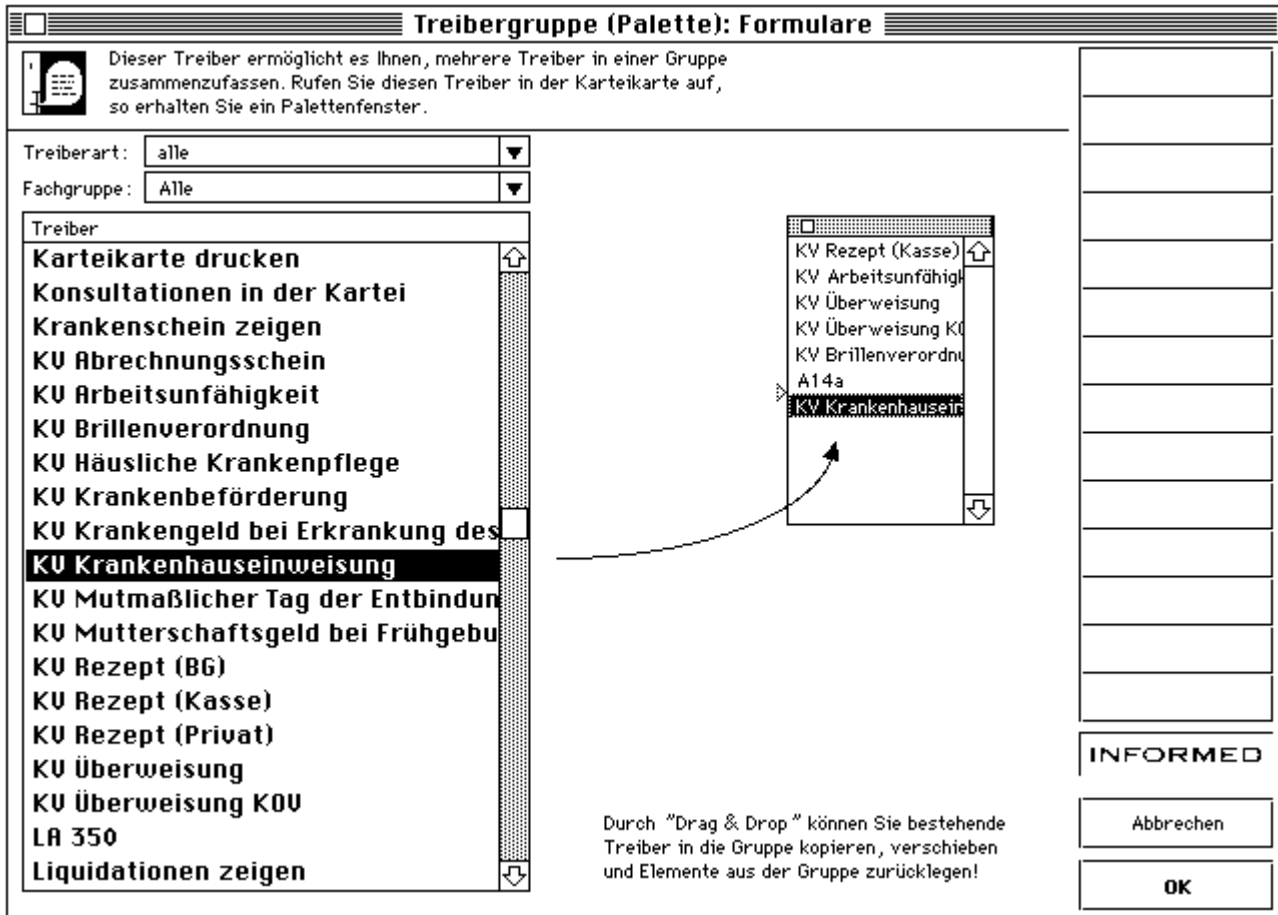 Treibergruppe (Palette): Formulare
Dieser Treiber ermöglicht es Ihnen, mehrere Treiber in einer Gruppe
zusammenzufassen. Rufen Sie diesen Treiber in der Karteikarte auf,
so erhalten Sie ein Palettenfenster.
Treiberart: alle
Fachgruppe: Alle
Treiber
Karteikarte drucken
Konsultationen in der Kartei
Krankenschein zeigen
KV Abrechnungsschein
KV Arbeitsunfähigkeit
KV Brillenverordnung
KV Häusliche Krankenpflege
KV Krankenbeförderung
KV Krankengeld bei Erkrankung des
KV Krankenhauseinweisung
KV Mutmaßlicher Tag der Entbindun
KV Mutterschaftsgeld bei Frühgebu
KV Rezept (BG)
KV Rezept (Kasse)
KV Rezept (Privat)
KV Überweisung
KV Überweisung KOV
LA 350
Liquidationen zeigen
KV Rezept (Kasse)
KV Arbeitsunfähigk
KV Überweisung
KV Überweisung KO
KV Brillenverordnu
A14a
KV Krankenhausein
Durch "Drag & Drop" können Sie bestehende
Treiber in die Gruppe kopieren, verschieben
und Elemente aus der Gruppe zurücklegen!
INFORMED
Abbrechen
OK